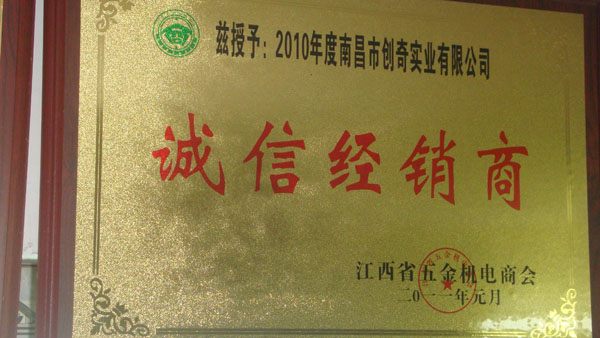 兹授予：2010年度南昌市创奇实业有限公司
诚信经销商
江西省五金机电商会
二〇一一年元月